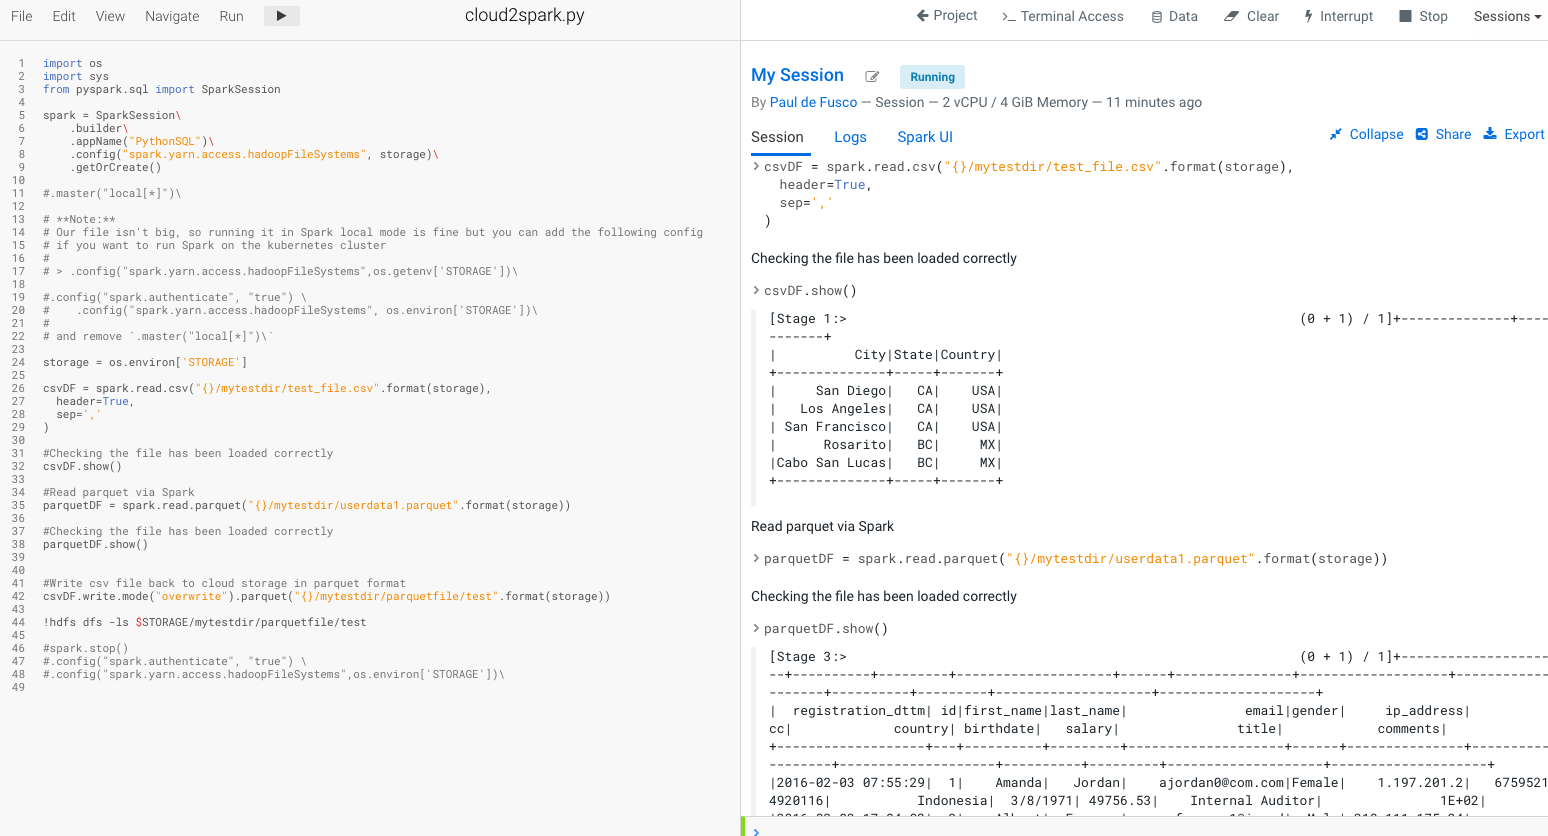 File Edit View Navigate Run
cloud2spark.py
1 import os
2 import sys
3 from pyspark.sql import SparkSession
4
5 spark = SparkSession\
6     .builder\
7     .appName("PythonSQL")\
8     .config("spark.yarn.access.hadoopFileSystems", storage)\
9     .getOrCreate()
10
11 #.master("local[*]")\
12
13 # **Note:**
14 # Our file isn't big, so running it in Spark local mode is fine but you can add the following config
15 # if you want to run Spark on the kubernetes cluster
16 #
17 # > .config("spark.yarn.access.hadoopFileSystems",os.getenv['STORAGE'])\
18
19 #.config("spark.authenticate", "true") \
20 #    .config("spark.yarn.access.hadoopFileSystems", os.environ['STORAGE'])\
21 #
22 # and remove `.master("local[*]")\`
23
24 storage = os.environ['STORAGE']
25
26 csvDF = spark.read.csv("{}/mytestdir/test_file.csv".format(storage),
27   header=True,
28   sep=','
29 )
30
31 #Checking the file has been loaded correctly
32 csvDF.show()
33
34 #Read parquet via Spark
35 parquetDF = spark.read.parquet("{}/mytestdir/userdata1.parquet".format(storage))
36
37 #Checking the file has been loaded correctly
38 parquetDF.show()
39
40
41 #Write csv file back to cloud storage in parquet format
42 csvDF.write.mode("overwrite").parquet("{}/mytestdir/parquetfile/test".format(storage))
43
44 !hdfs dfs -ls $STORAGE/mytestdir/parquetfile/test
45
46 #spark.stop()
47 #.config("spark.authenticate", "true") \
48 #.config("spark.yarn.access.hadoopFileSystems",os.environ['STORAGE'])\
49
Project >_ Terminal Access Data Clear Interrupt Stop Sessions
My Session Running
By Paul de Fusco — Session — 2 vCPU / 4 GiB Memory — 11 minutes ago
Session Logs Spark UI Collapse Share Export
> csvDF = spark.read.csv("{}/mytestdir/test_file.csv".format(storage),
  header=True,
  sep=','
)
Checking the file has been loaded correctly
> csvDF.show()
[Stage 1:>                                                          (0 + 1) / 1]+--------------+----
-------+
|          City|State|Country|
+--------------+-----+-------+
|     San Diego|   CA|    USA|
|   Los Angeles|   CA|    USA|
| San Francisco|   CA|    USA|
|      Rosarito|   BC|     MX|
|Cabo San Lucas|   BC|     MX|
+--------------+-----+-------+
Read parquet via Spark
> parquetDF = spark.read.parquet("{}/mytestdir/userdata1.parquet".format(storage))
Checking the file has been loaded correctly
> parquetDF.show()
[Stage 3:>                                                          (0 + 1) / 1]+-------------------
--+----------+---------+--------------------+------+---------------+------------------+------------
-------+----------+---------+--------------------+--------------------+
|  registration_dttm| id|first_name|last_name|               email|gender|     ip_address|
cc|             country| birthdate|   salary|               title|            comments|
+-------------------+---+----------+---------+--------------------+------+---------------+----------
--------+--------------------+----------+---------+--------------------+--------------------+
|2016-02-03 07:55:29|  1|    Amanda|   Jordan|    ajordan0@com.com|Female|    1.197.201.2|   6759521
4920116|           Indonesia|  3/8/1971| 49756.53|    Internal Auditor|               1E+02|
>